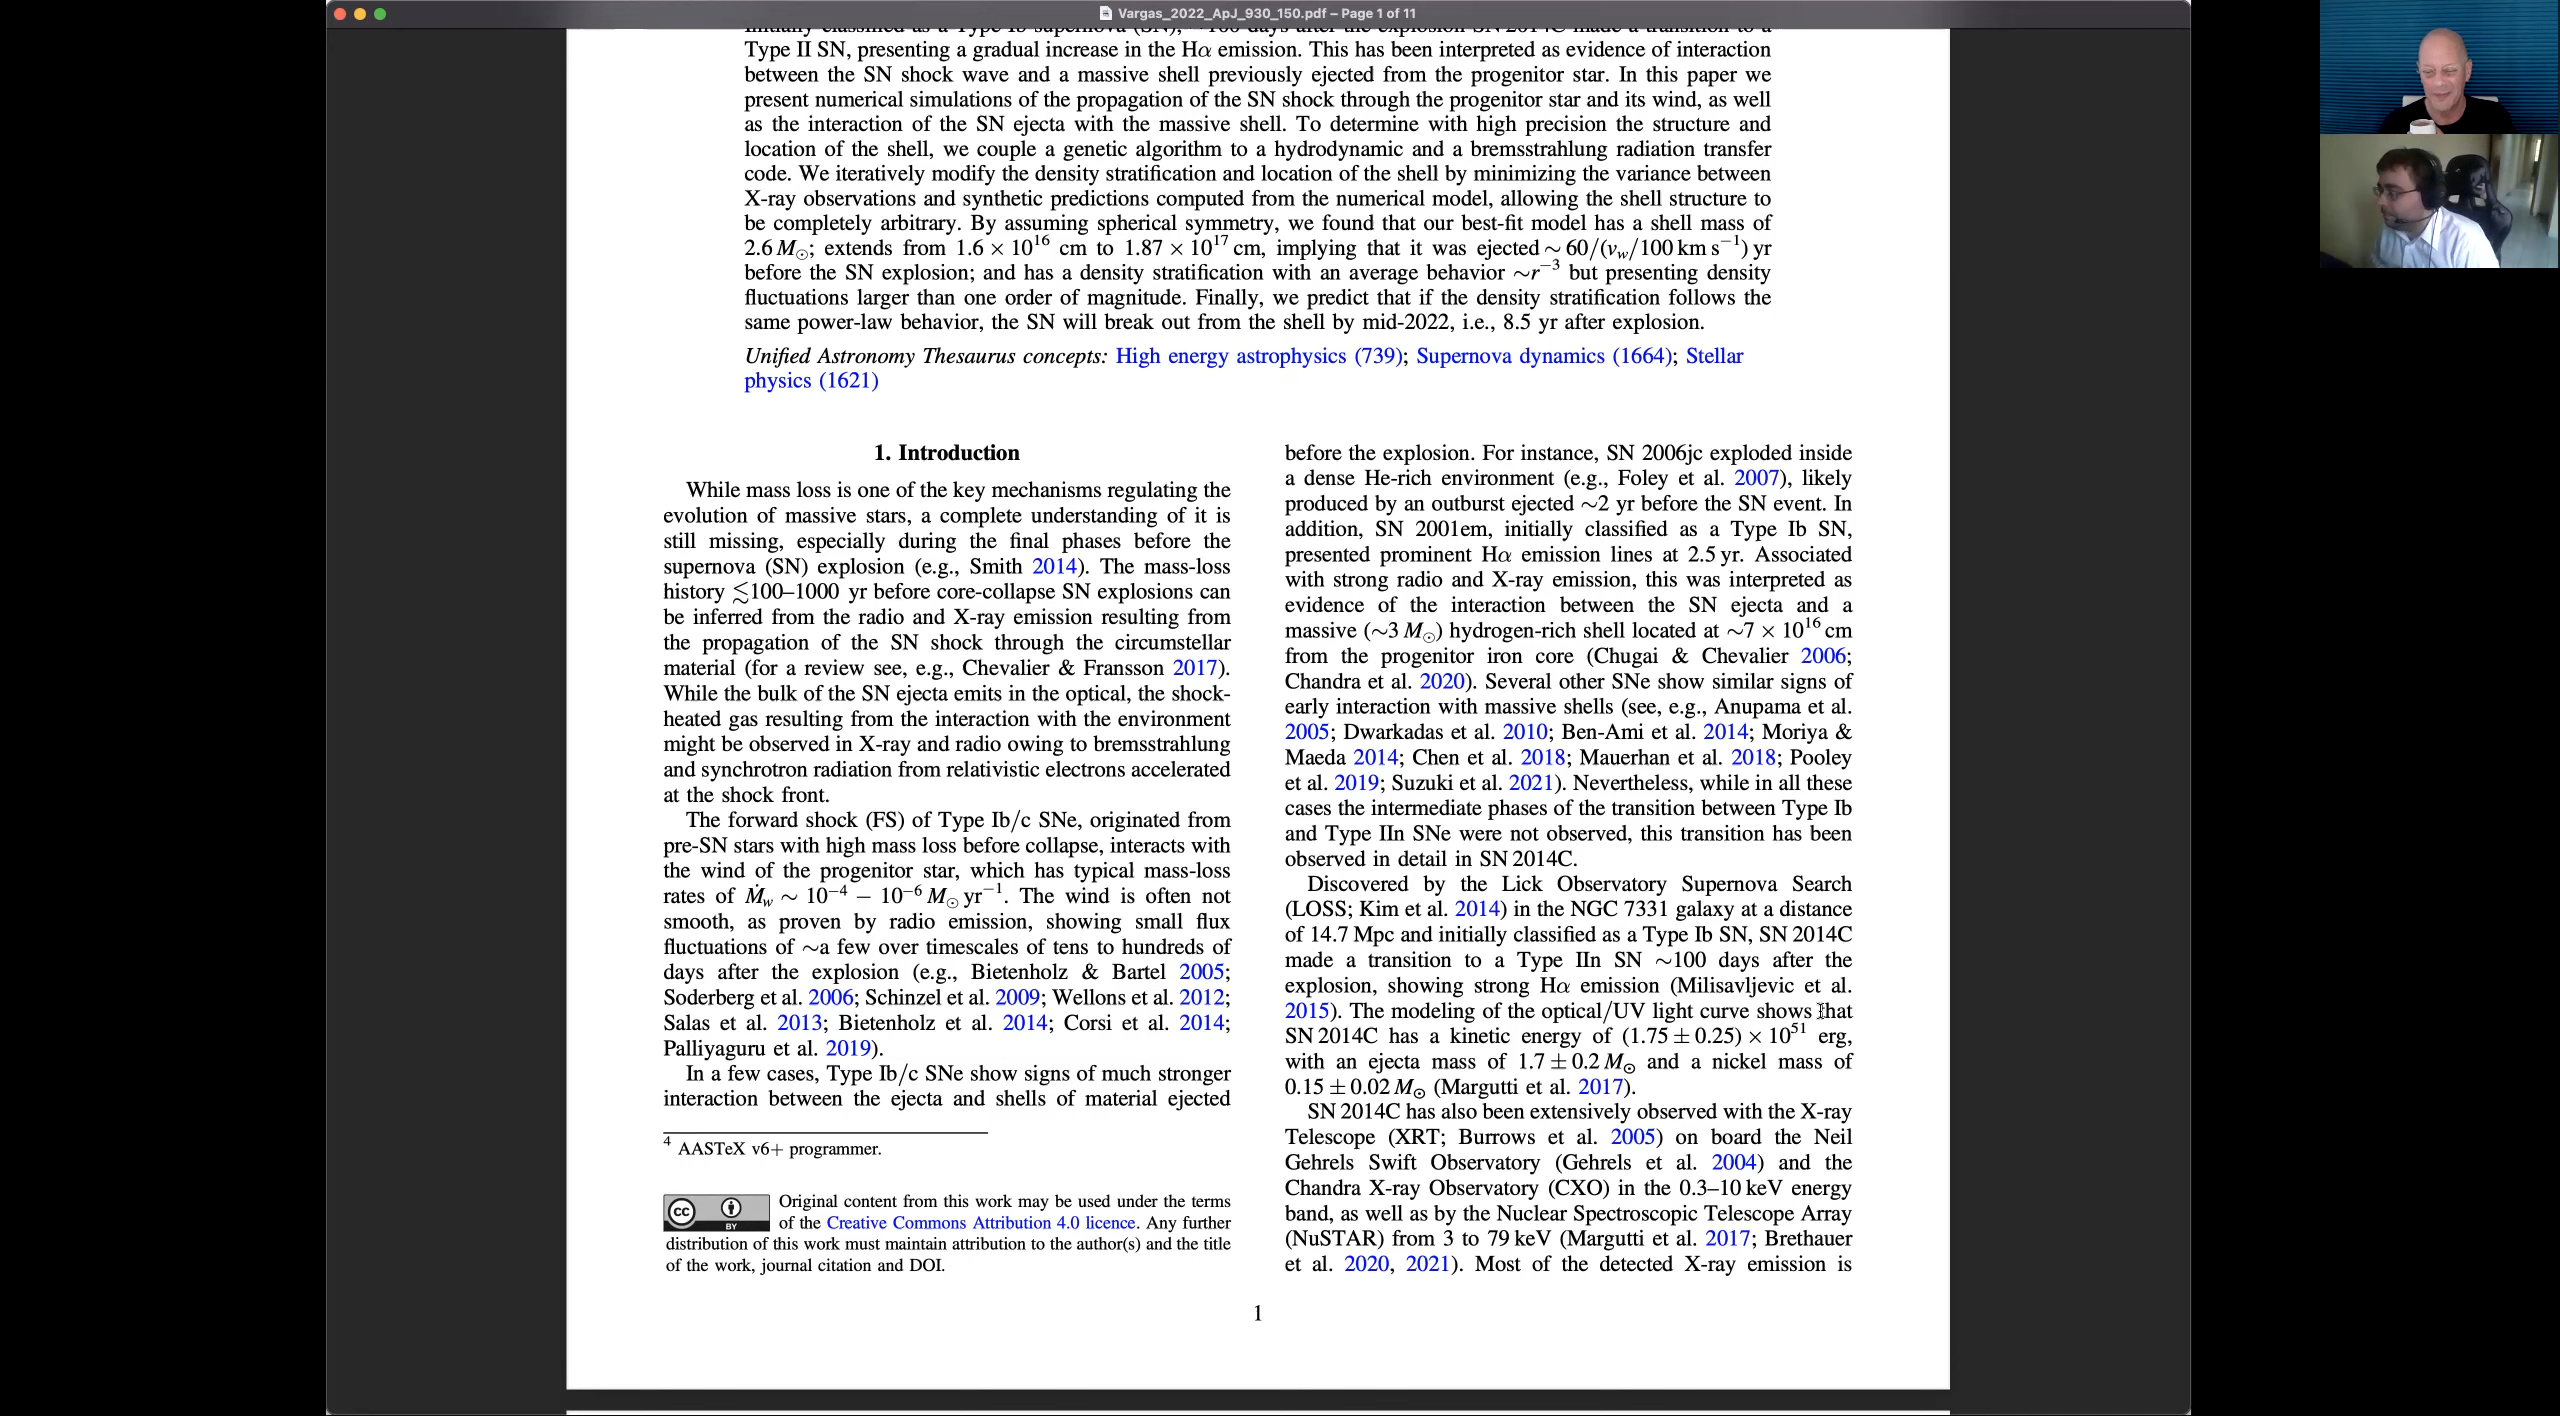 Vargas_2022_ApJ_930_150.pdf – Page 1 of 11
Initially classified as a Type Ib supernova (SN), ~100 days after the explosion SN 2014C made a transition to a
Type II SN, presenting a gradual increase in the Hα emission. This has been interpreted as evidence of interaction
between the SN shock wave and a massive shell previously ejected from the progenitor star. In this paper we
present numerical simulations of the propagation of the SN shock through the progenitor star and its wind, as well
as the interaction of the SN ejecta with the massive shell. To determine with high precision the structure and
location of the shell, we couple a genetic algorithm to a hydrodynamic and a bremsstrahlung radiation transfer
code. We iteratively modify the density stratification and location of the shell by minimizing the variance between
X-ray observations and synthetic predictions computed from the numerical model, allowing the shell structure to
be completely arbitrary. By assuming spherical symmetry, we found that our best-fit model has a shell mass of
2.6 M⊙; extends from 1.6 × 10¹⁶ cm to 1.87 × 10¹⁷ cm, implying that it was ejected ~ 60/(v_w/100 km s⁻¹) yr
before the SN explosion; and has a density stratification with an average behavior ~r⁻³ but presenting density
fluctuations larger than one order of magnitude. Finally, we predict that if the density stratification follows the
same power-law behavior, the SN will break out from the shell by mid-2022, i.e., 8.5 yr after explosion.
Unified Astronomy Thesaurus concepts: High energy astrophysics (739); Supernova dynamics (1664); Stellar
physics (1621)
1. Introduction
While mass loss is one of the key mechanisms regulating the
evolution of massive stars, a complete understanding of it is
still missing, especially during the final phases before the
supernova (SN) explosion (e.g., Smith 2014). The mass-loss
history ≲100–1000 yr before core-collapse SN explosions can
be inferred from the radio and X-ray emission resulting from
the propagation of the SN shock through the circumstellar
material (for a review see, e.g., Chevalier & Fransson 2017).
While the bulk of the SN ejecta emits in the optical, the shock-
heated gas resulting from the interaction with the environment
might be observed in X-ray and radio owing to bremsstrahlung
and synchrotron radiation from relativistic electrons accelerated
at the shock front.
The forward shock (FS) of Type Ib/c SNe, originated from
pre-SN stars with high mass loss before collapse, interacts with
the wind of the progenitor star, which has typical mass-loss
rates of Ṁ_w ~ 10⁻⁴ − 10⁻⁶ M⊙ yr⁻¹. The wind is often not
smooth, as proven by radio emission, showing small flux
fluctuations of ~a few over timescales of tens to hundreds of
days after the explosion (e.g., Bietenholz & Bartel 2005;
Soderberg et al. 2006; Schinzel et al. 2009; Wellons et al. 2012;
Salas et al. 2013; Bietenholz et al. 2014; Corsi et al. 2014;
Palliyaguru et al. 2019).
In a few cases, Type Ib/c SNe show signs of much stronger
interaction between the ejecta and shells of material ejected
⁴ AASTeX v6+ programmer.
cc BY
Original content from this work may be used under the terms
of the Creative Commons Attribution 4.0 licence. Any further
distribution of this work must maintain attribution to the author(s) and the title
of the work, journal citation and DOI.
before the explosion. For instance, SN 2006jc exploded inside
a dense He-rich environment (e.g., Foley et al. 2007), likely
produced by an outburst ejected ~2 yr before the SN event. In
addition, SN 2001em, initially classified as a Type Ib SN,
presented prominent Hα emission lines at 2.5 yr. Associated
with strong radio and X-ray emission, this was interpreted as
evidence of the interaction between the SN ejecta and a
massive (~3 M⊙) hydrogen-rich shell located at ~7 × 10¹⁶ cm
from the progenitor iron core (Chugai & Chevalier 2006;
Chandra et al. 2020). Several other SNe show similar signs of
early interaction with massive shells (see, e.g., Anupama et al.
2005; Dwarkadas et al. 2010; Ben-Ami et al. 2014; Moriya &
Maeda 2014; Chen et al. 2018; Mauerhan et al. 2018; Pooley
et al. 2019; Suzuki et al. 2021). Nevertheless, while in all these
cases the intermediate phases of the transition between Type Ib
and Type IIn SNe were not observed, this transition has been
observed in detail in SN 2014C.
Discovered by the Lick Observatory Supernova Search
(LOSS; Kim et al. 2014) in the NGC 7331 galaxy at a distance
of 14.7 Mpc and initially classified as a Type Ib SN, SN 2014C
made a transition to a Type IIn SN ~100 days after the
explosion, showing strong Hα emission (Milisavljevic et al.
2015). The modeling of the optical/UV light curve shows that
SN 2014C has a kinetic energy of (1.75 ± 0.25) × 10⁵¹ erg,
with an ejecta mass of 1.7 ± 0.2 M⊙ and a nickel mass of
0.15 ± 0.02 M⊙ (Margutti et al. 2017).
SN 2014C has also been extensively observed with the X-ray
Telescope (XRT; Burrows et al. 2005) on board the Neil
Gehrels Swift Observatory (Gehrels et al. 2004) and the
Chandra X-ray Observatory (CXO) in the 0.3–10 keV energy
band, as well as by the Nuclear Spectroscopic Telescope Array
(NuSTAR) from 3 to 79 keV (Margutti et al. 2017; Brethauer
et al. 2020, 2021). Most of the detected X-ray emission is
1